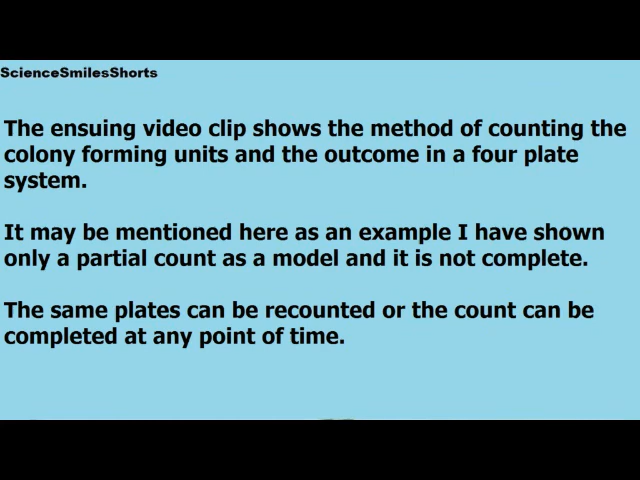 ScienceSmilesShorts
The ensuing video clip shows the method of counting the
colony forming units and the outcome in a four plate
system.
It may be mentioned here as an example I have shown
only a partial count as a model and it is not complete.
The same plates can be recounted or the count can be
completed at any point of time.